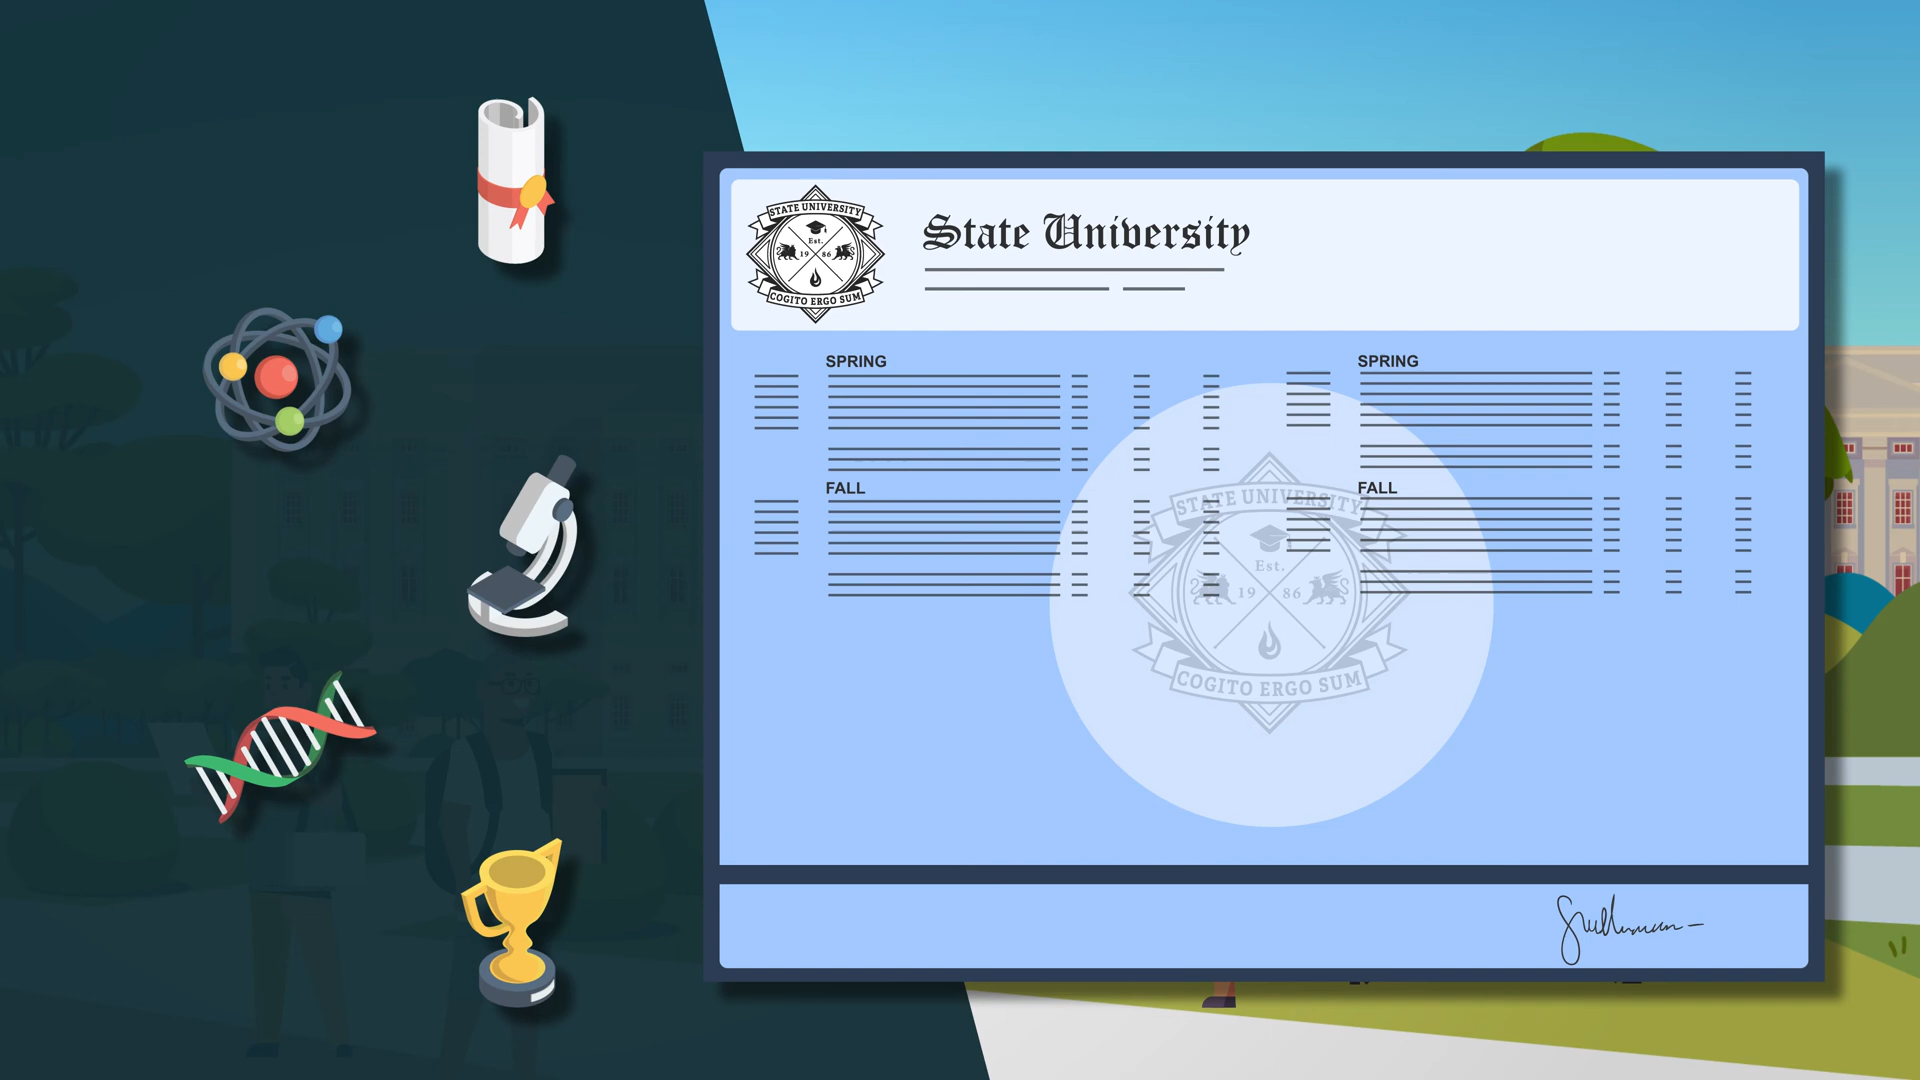 STATE UNIVERSITY
Est.
19 86
COGITO ERGO SUM
State University
SPRING
FALL
SPRING
FALL
STATE UNIVERSITY
Est.
19 86
COGITO ERGO SUM